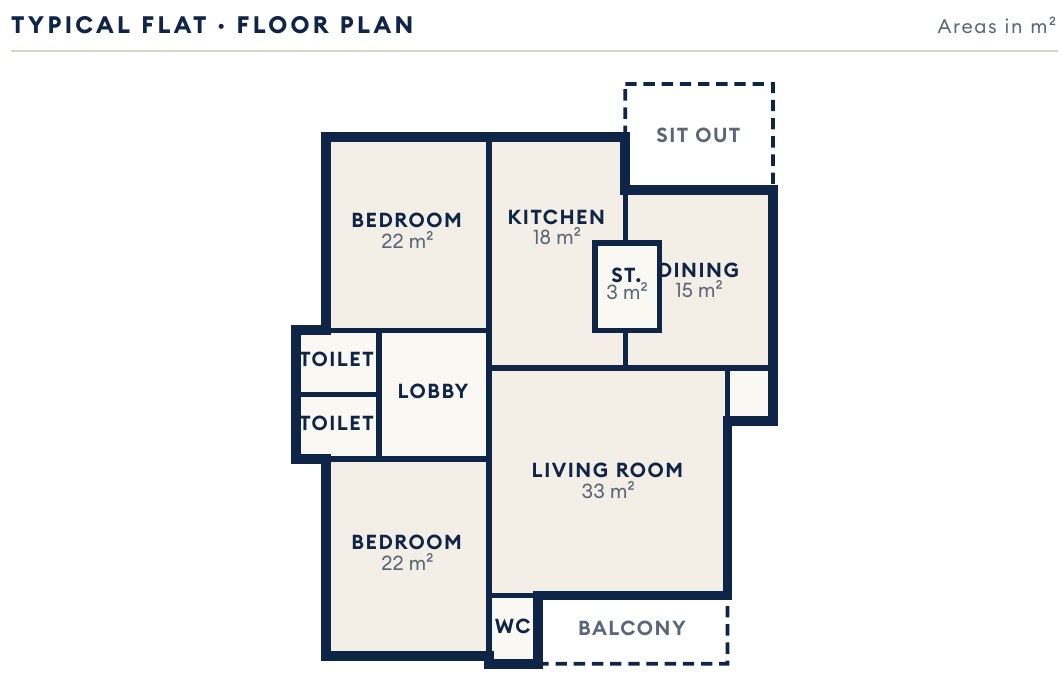 TYPICAL FLAT · FLOOR PLAN
Areas in m²
SIT OUT
BEDROOM
22 m²
KITCHEN
18 m²
ST.
3 m²
DINING
15 m²
TOILET
LOBBY
TOILET
LIVING ROOM
33 m²
BEDROOM
22 m²
WC
BALCONY